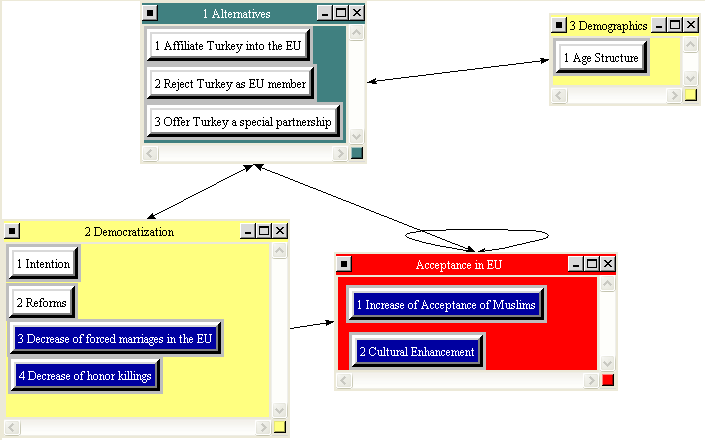 1 Alternatives
1 Affiliate Turkey into the EU
2 Reject Turkey as EU member
3 Offer Turkey a special partnership
3 Demographics
1 Age Structure
2 Democratization
1 Intention
2 Reforms
3 Decrease of forced marriages in the EU
4 Decrease of honor killings
Acceptance in EU
1 Increase of Acceptance of Muslims
2 Cultural Enhancement